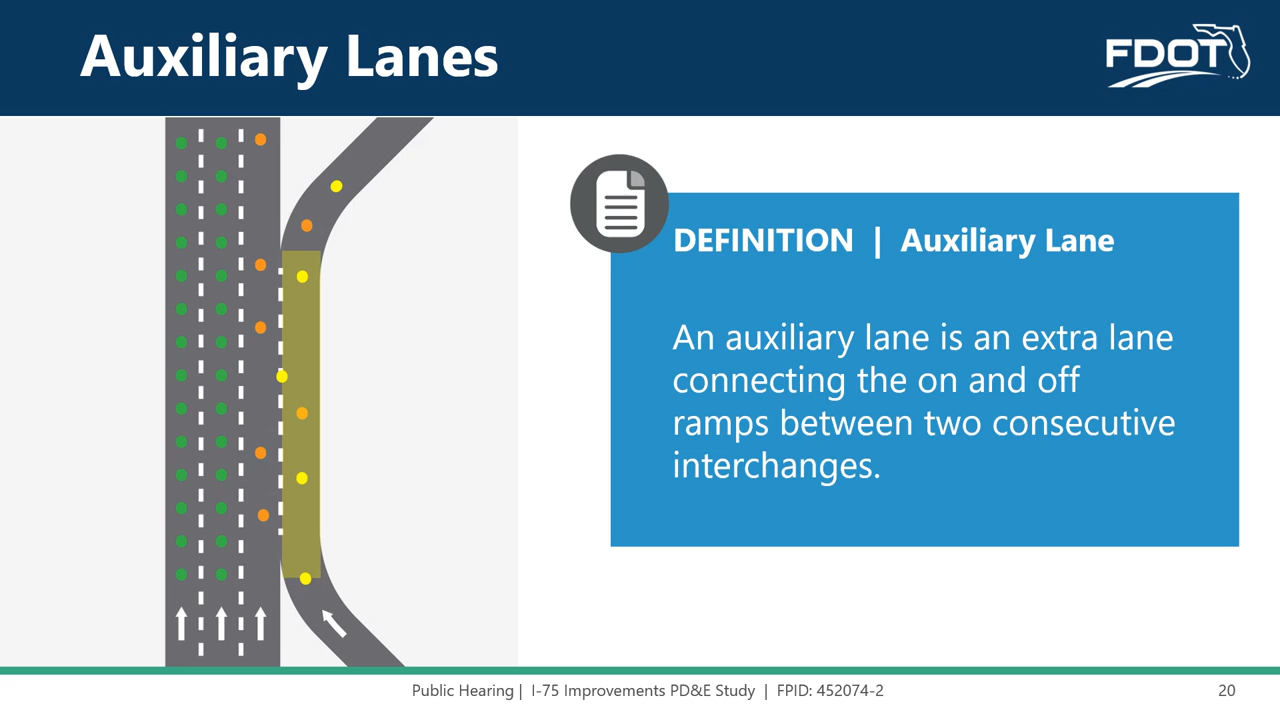 Auxiliary Lanes
FDOT
DEFINITION | Auxiliary Lane
An auxiliary lane is an extra lane
connecting the on and off
ramps between two consecutive
interchanges.
Public Hearing | I-75 Improvements PD&E Study | FPID: 452074-2
20